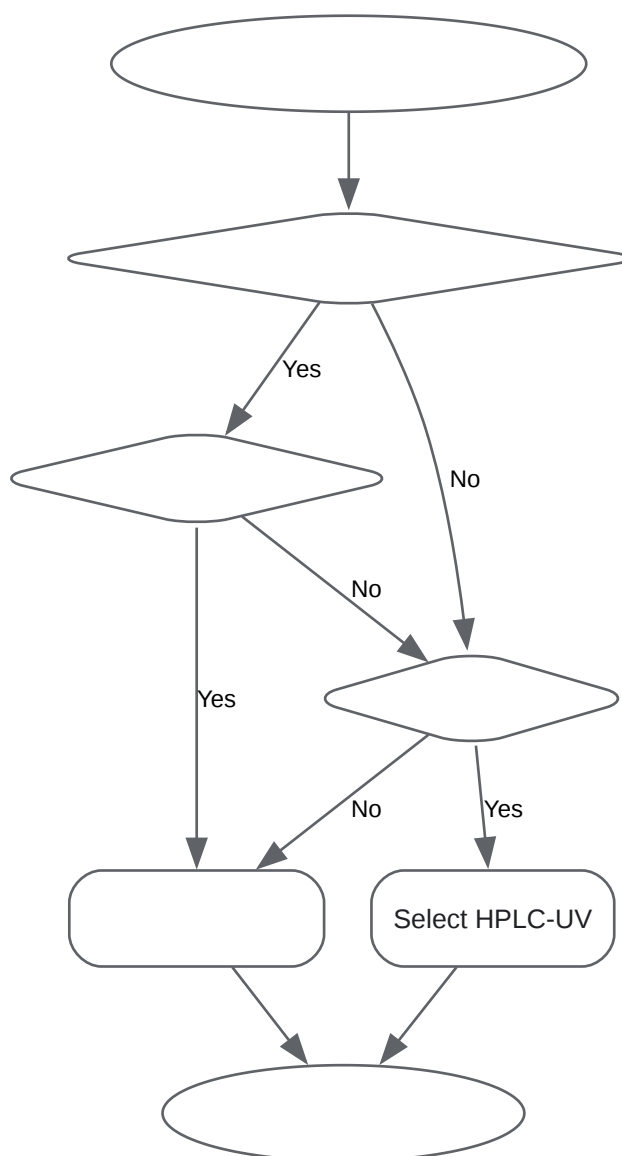 Yes
No
No
Yes
No
Yes
Select HPLC-UV